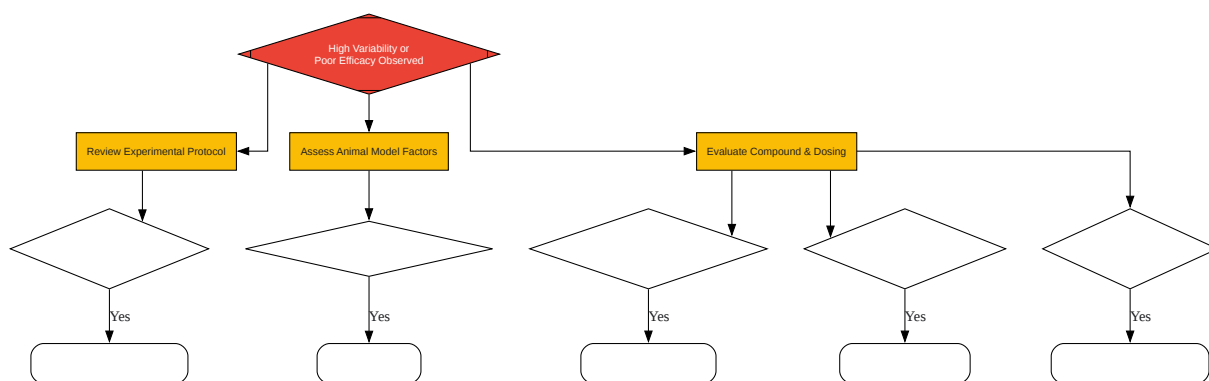 High Variability or
Poor Efficacy Observed
Review Experimental Protocol
Assess Animal Model Factors
Evaluate Compound & Dosing
Yes
Yes
Yes
Yes
Yes